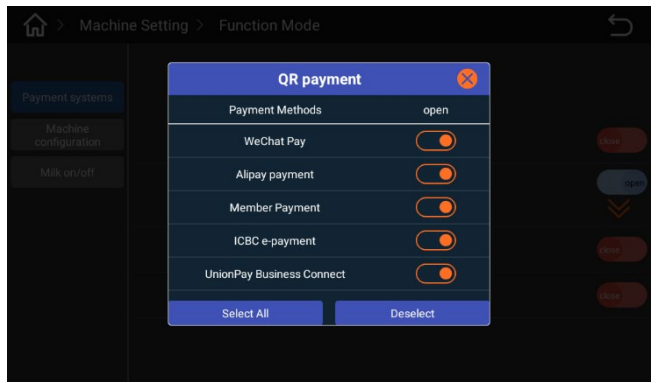 Machine Setting > Function Mode
QR payment
Payment Methods open
WeChat Pay
Alipay payment
Member Payment
ICBC e-payment
UnionPay Business Connect
Select All Deselect
Payment systems
Machine
configuration
Milk on/off
close
open
close
close